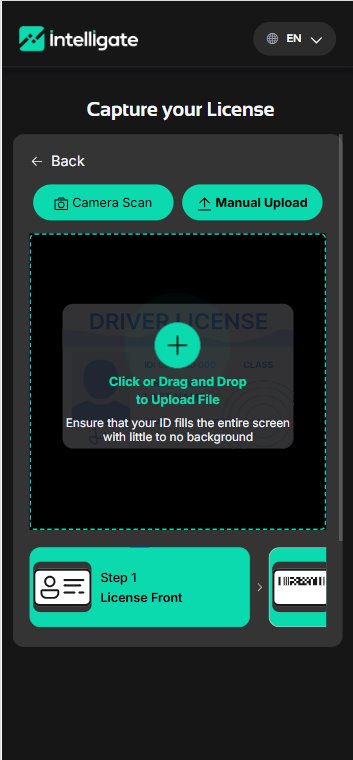 intelligate
EN
Capture your License
← Back
Camera Scan
Manual Upload
DRIVER LICENSE
CLASS
Click or Drag and Drop
to Upload File
Ensure that your ID fills the entire screen
with little to no background
Step 1
License Front